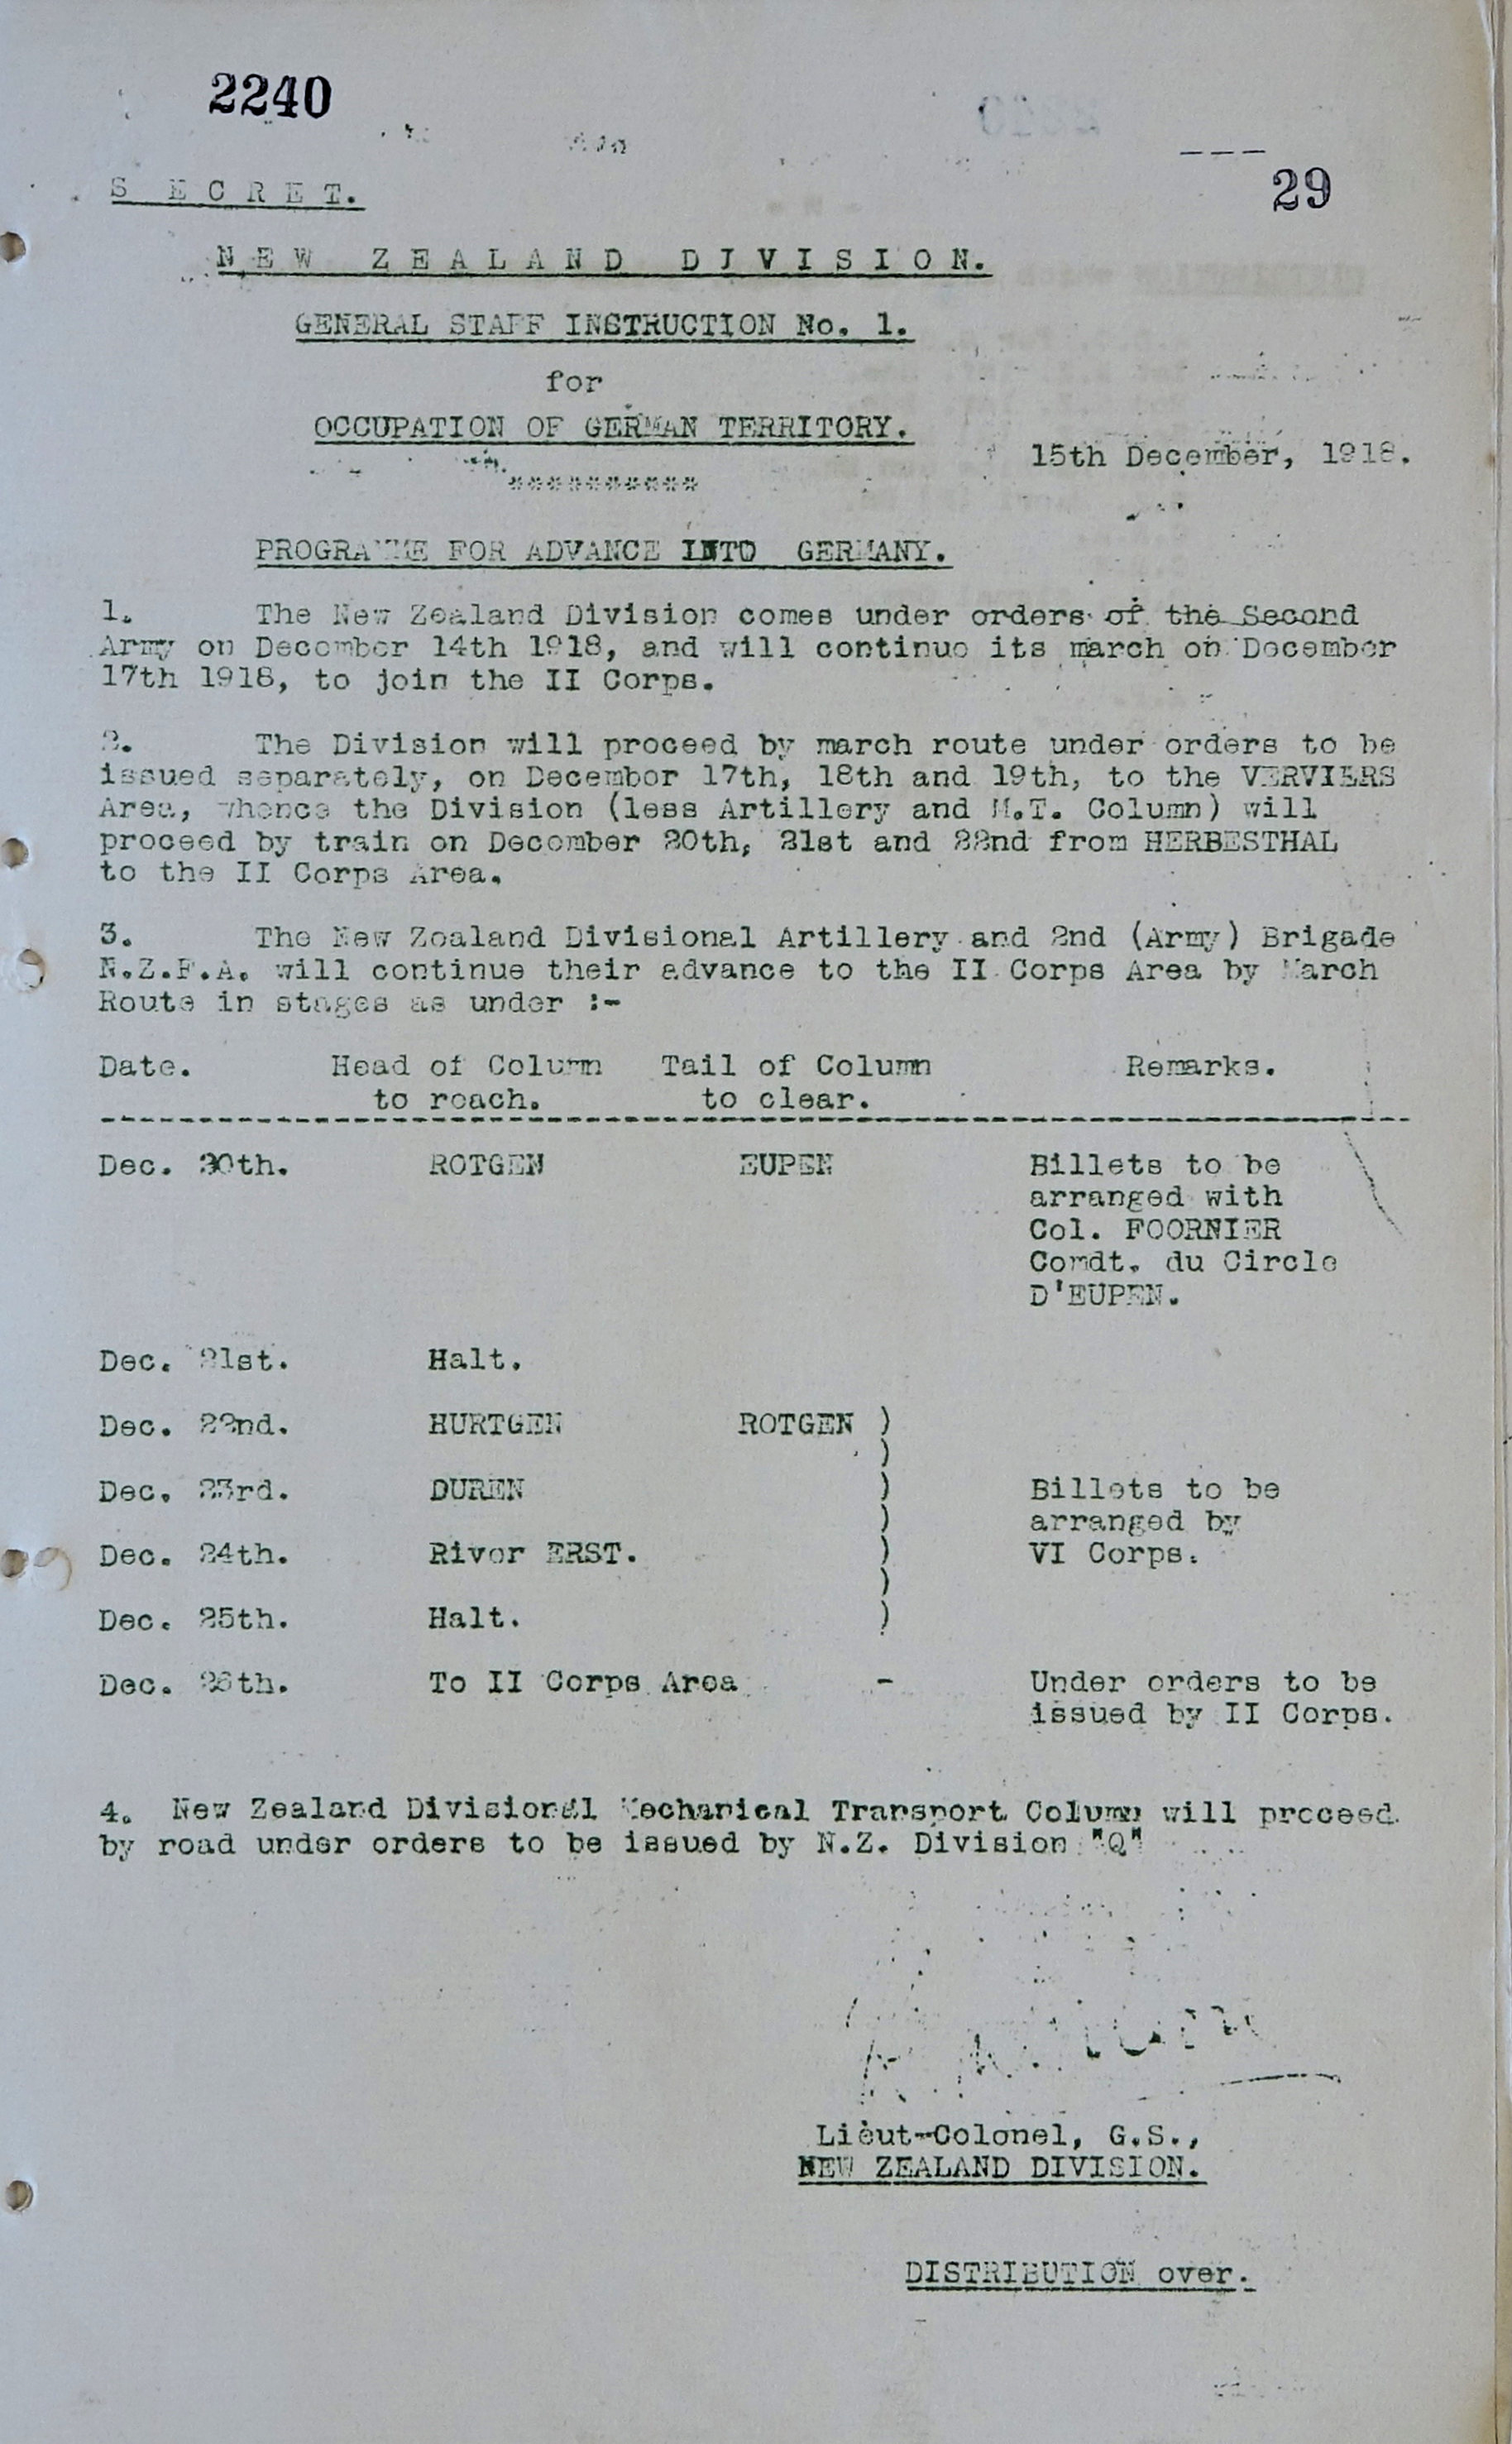 2240
29
S E C R E T.
N E W   Z E A L A N D   D I V I S I O N.
GENERAL STAFF INSTRUCTION No. 1.
for
OCCUPATION OF GERMAN TERRITORY.
15th December, 1918.
**********
PROGRAMME FOR ADVANCE INTO GERMANY.
1. The New Zealand Division comes under orders of the Second
Army on December 14th 1918, and will continue its march on December
17th 1918, to join the II Corps.
2. The Division will proceed by march route under orders to be
issued separately, on December 17th, 18th and 19th, to the VERVIERS
Area, whence the Division (less Artillery and M.T. Column) will
proceed by train on December 20th, 21st and 22nd from HERBESTHAL
to the II Corps Area.
3. The New Zealand Divisional Artillery and 2nd (Army) Brigade
N.Z.F.A. will continue their advance to the II Corps Area by March
Route in stages as under :-
Date. Head of Column Tail of Column Remarks.
to reach. to clear.
Dec. 20th. ROTGEN EUPEN Billets to be
arranged with
Col. FOORNIER
Comdt. du Circle
D'EUPEN.
Dec. 21st. Halt.
Dec. 22nd. HURTGEN ROTGEN )
)
Dec. 23rd. DUREN ) Billets to be
) arranged by
Dec. 24th. River ERST. ) VI Corps.
)
Dec. 25th. Halt. )
Dec. 26th. To II Corps Area - Under orders to be
issued by II Corps.
4. New Zealand Divisional Mechanical Transport Column will proceed
by road under orders to be issued by N.Z. Division "Q"
Lieut-Colonel, G.S.,
NEW ZEALAND DIVISION.
DISTRIBUTION over.